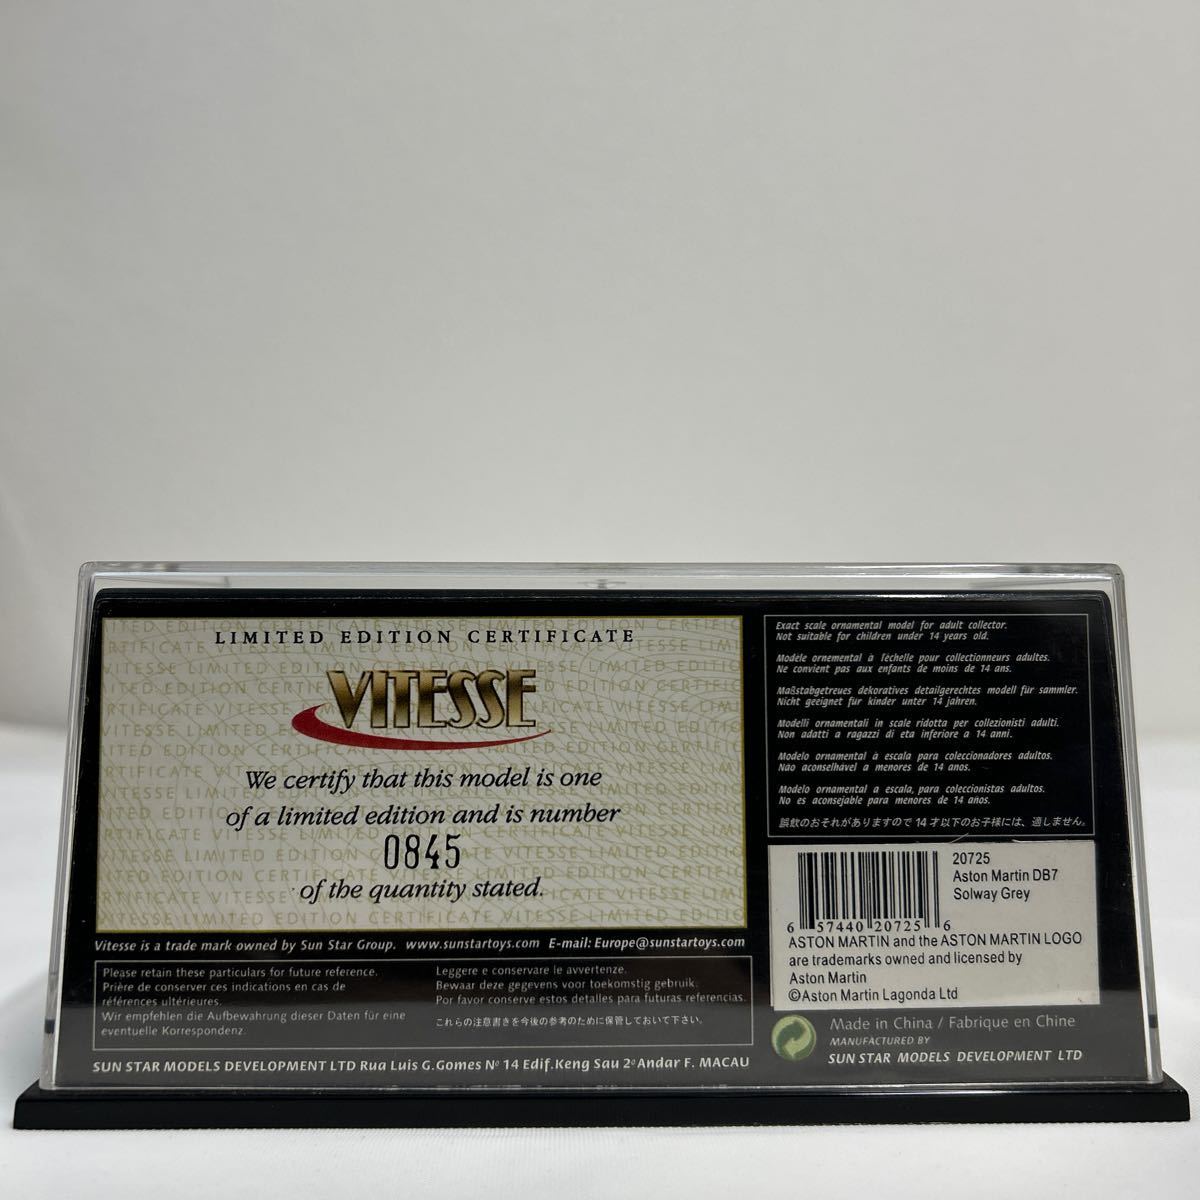 LIMITED EDITION CERTIFICATE
VITESSE
We certify that this model is one
of a limited edition and is number
0845
of the quantity stated.
Vitesse is a trade mark owned by Sun Star Group. www.sunstartoys.com E-mail: Europe@sunstartoys.com
Please retain these particulars for future reference.
Prière de conserver ces indications en cas de
références ultérieures.
Wir empfehlen die Aufbewahrung dieser Daten für eine
eventuelle Korrespondenz.
Leggere e conservare le avvertenze.
Bewaar deze gegevens voor toekomstig gebruik.
Por favor conserve estos detalles para futuras referencias.
これらの注意書きを今後の参考のために保管しておいて下さい。
SUN STAR MODELS DEVELOPMENT LTD Rua Luis G.Gomes Nº 14 Edif.Keng Sau 2º Andar F. MACAU
Exact scale ornamental model for adult collector.
Not suitable for children under 14 years old.
Modèle ornemental à l'échelle pour collectionneurs adultes.
Ne convient pas aux enfants de moins de 14 ans.
Maßstabgetreues dekoratives detailgerechtes modell für sammler.
Nicht geeignet für kinder unter 14 jahren.
Modelli ornamentali in scale ridotta per collezionisti adulti.
Non adatti a ragazzi di eta inferiore a 14 anni.
Modelo ornamental à escala para coleccionadores adultos.
Não aconselhável a menores de 14 anos.
Modelo ornamental a escala, para coleccionistas adultos.
No es aconsejable para menores de 14 años.
誤飲のおそれがありますので14才以下のお子様には、適しません。
20725
Aston Martin DB7
Solway Grey
6 57440 20725 6
ASTON MARTIN and the ASTON MARTIN LOGO
are trademarks owned and licensed by
Aston Martin
©Aston Martin Lagonda Ltd
Made in China / Fabrique en Chine
MANUFACTURED BY
SUN STAR MODELS DEVELOPMENT LTD